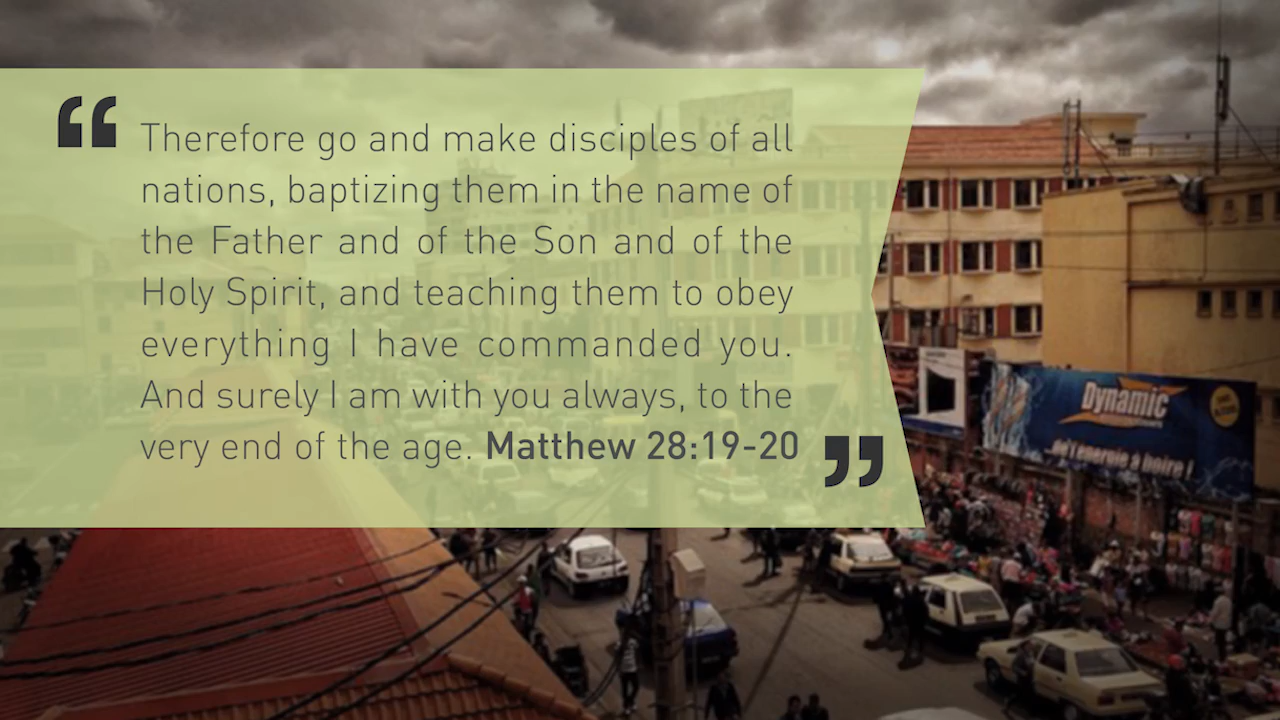 “
Therefore go and make disciples of all
nations, baptizing them in the name of
the Father and of the Son and of the
Holy Spirit, and teaching them to obey
everything I have commanded you.
And surely I am with you always, to the
very end of the age. Matthew 28:19-20 ”
Dynamic
de l'energie à boire !